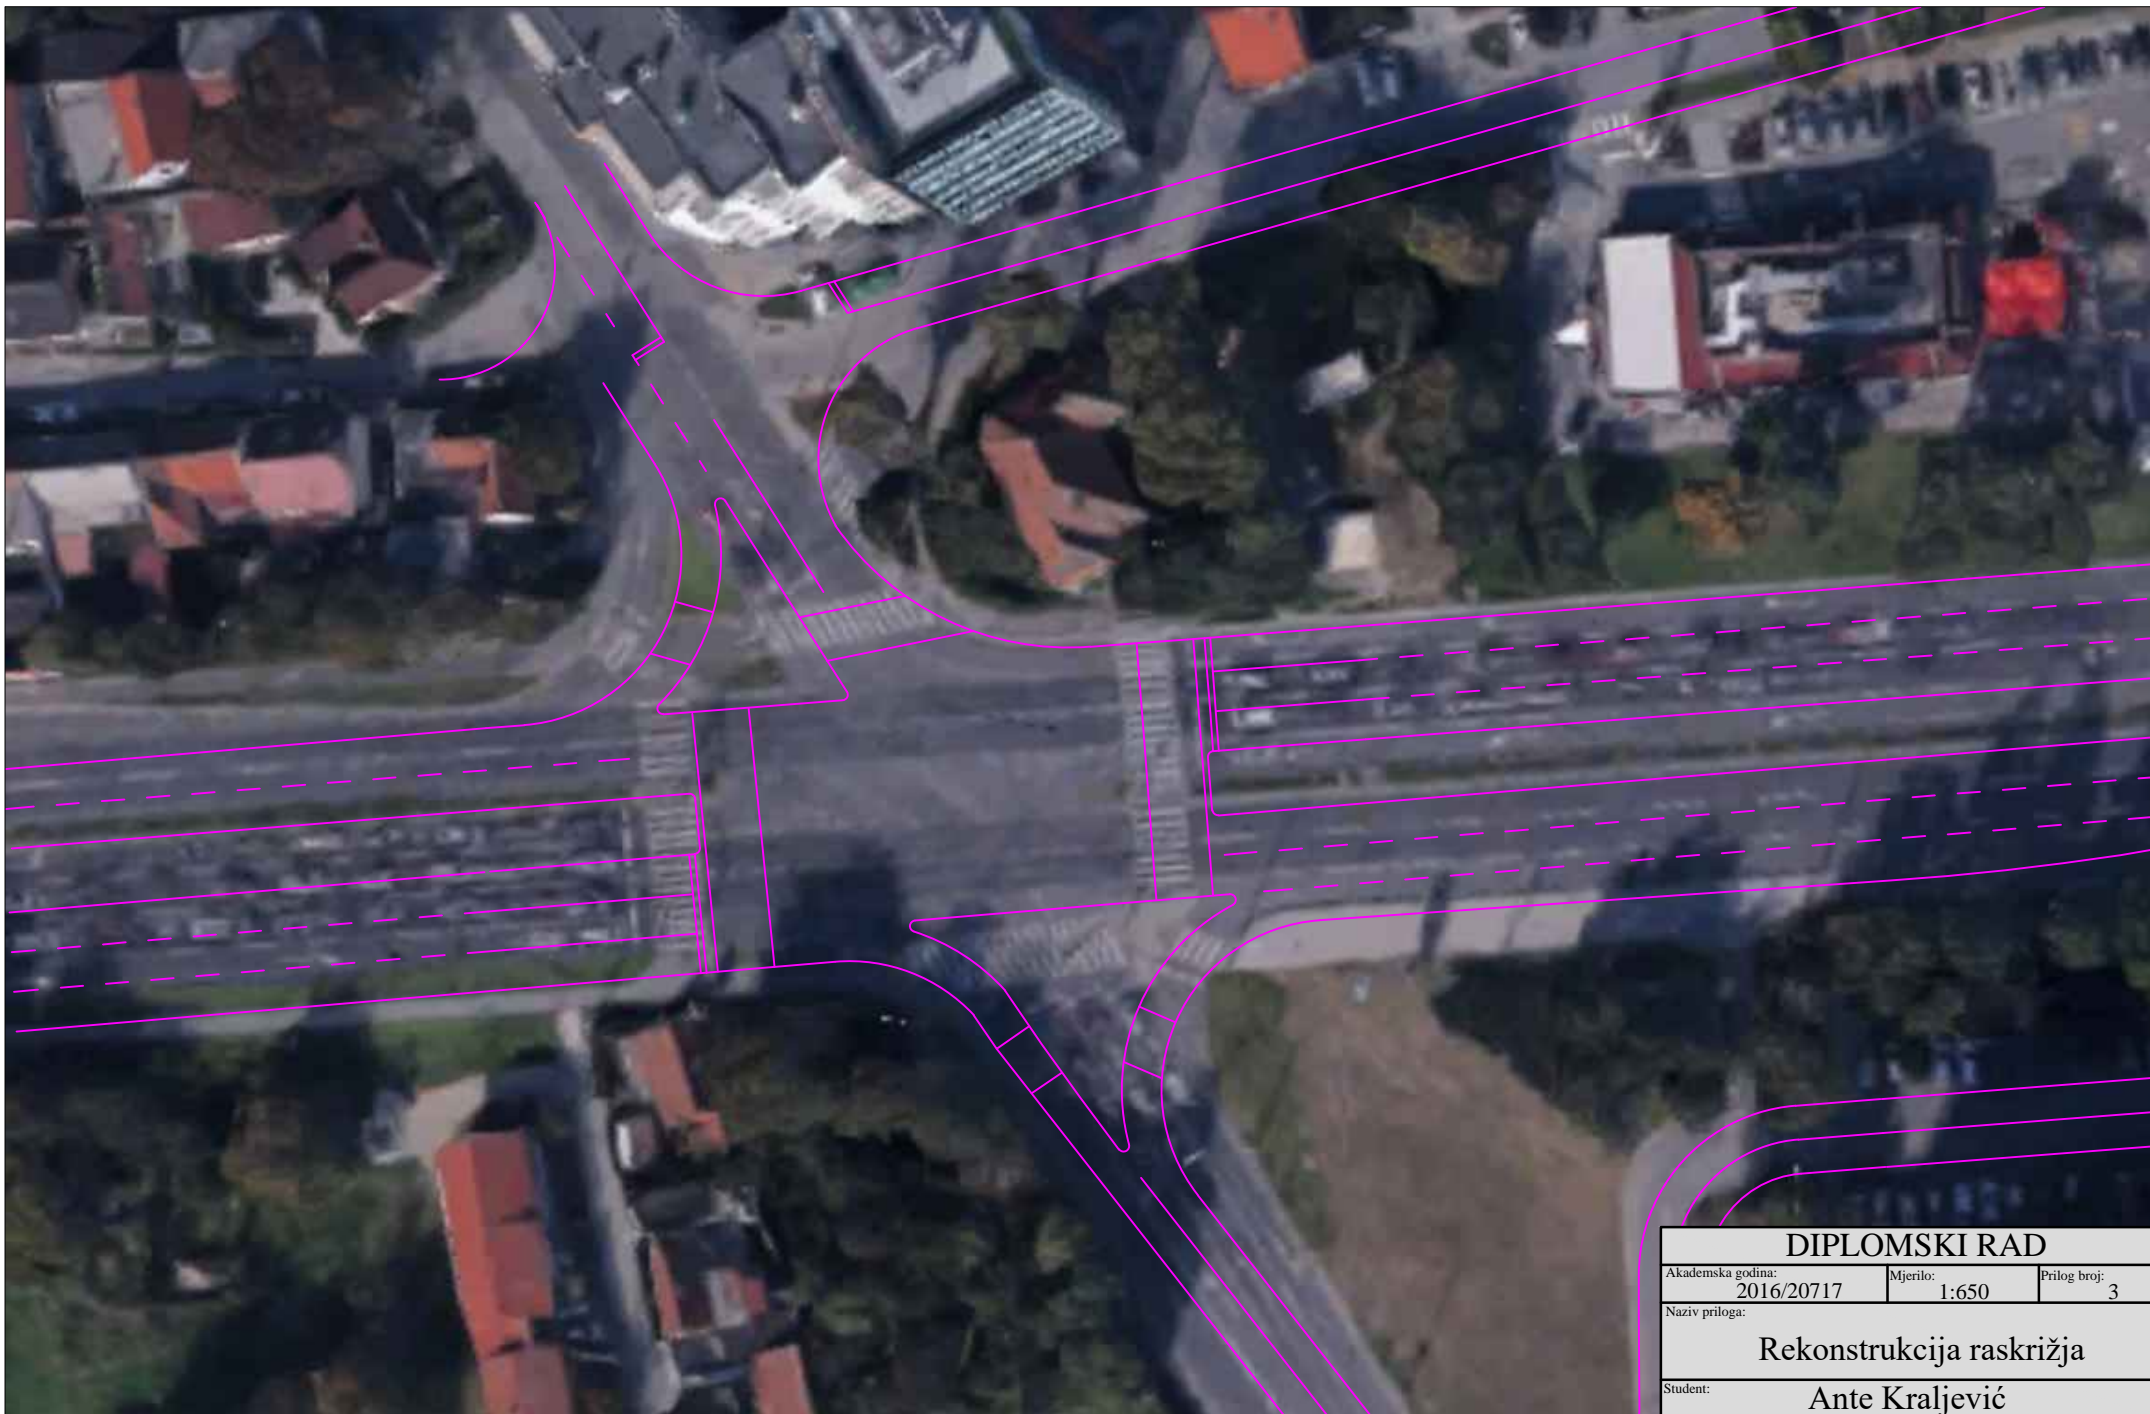 DIPLOMSKI RAD
Akademska godina: Mjerilo: Prilog broj:
2016/20717 1:650 3
Naziv priloga:
Rekonstrukcija raskrižja
Student:
Ante Kraljević